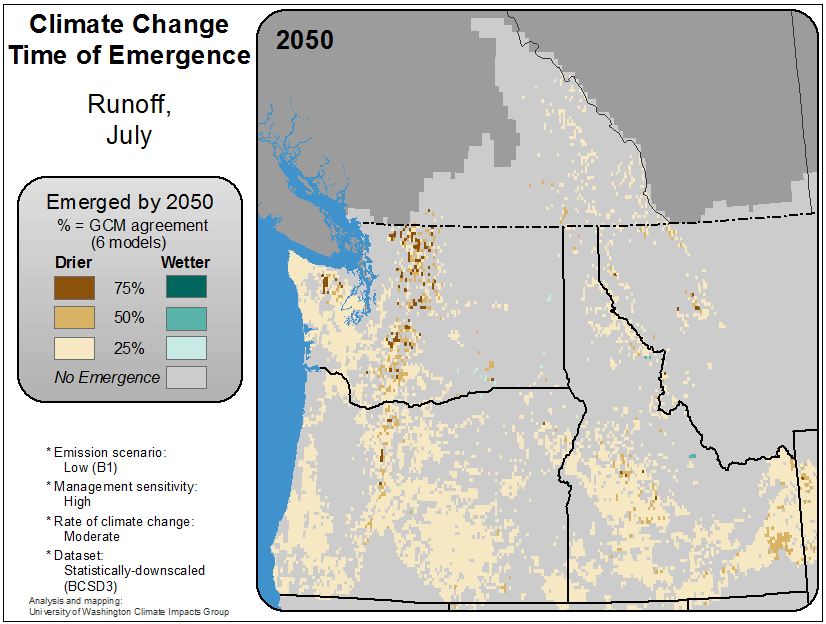 Climate Change
Time of Emergence
Runoff,
July
2050
Emerged by 2050
% = GCM agreement
(6 models)
Drier Wetter
75%
50%
25%
No Emergence
* Emission scenario:
Low (B1)
* Management sensitivity:
High
* Rate of climate change:
Moderate
* Dataset:
Statistically-downscaled
(BCSD3)
Analysis and mapping:
University of Washington Climate Impacts Group